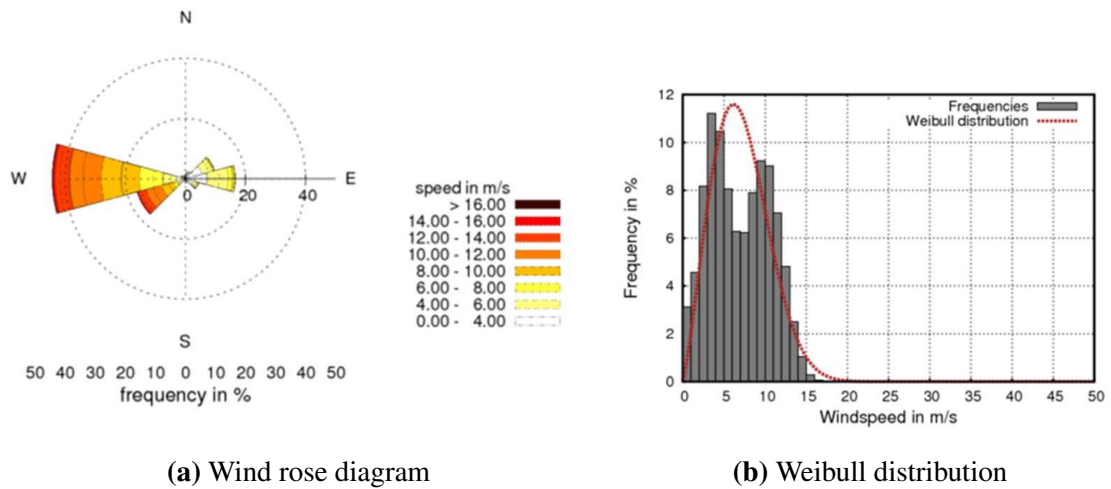 N
W
E
0 20 40
S
50 40 30 20 10 0 10 20 30 40 50
frequency in %
speed in m/s
> 16.00
14.00 - 16.00
12.00 - 14.00
10.00 - 12.00
8.00 - 10.00
6.00 - 8.00
4.00 - 6.00
0.00 - 4.00
(a) Wind rose diagram
Frequencies
Weibull distribution
12
10
8
6
4
2
0
Frequency in %
0 5 10 15 20 25 30 35 40 45 50
Windspeed in m/s
(b) Weibull distribution